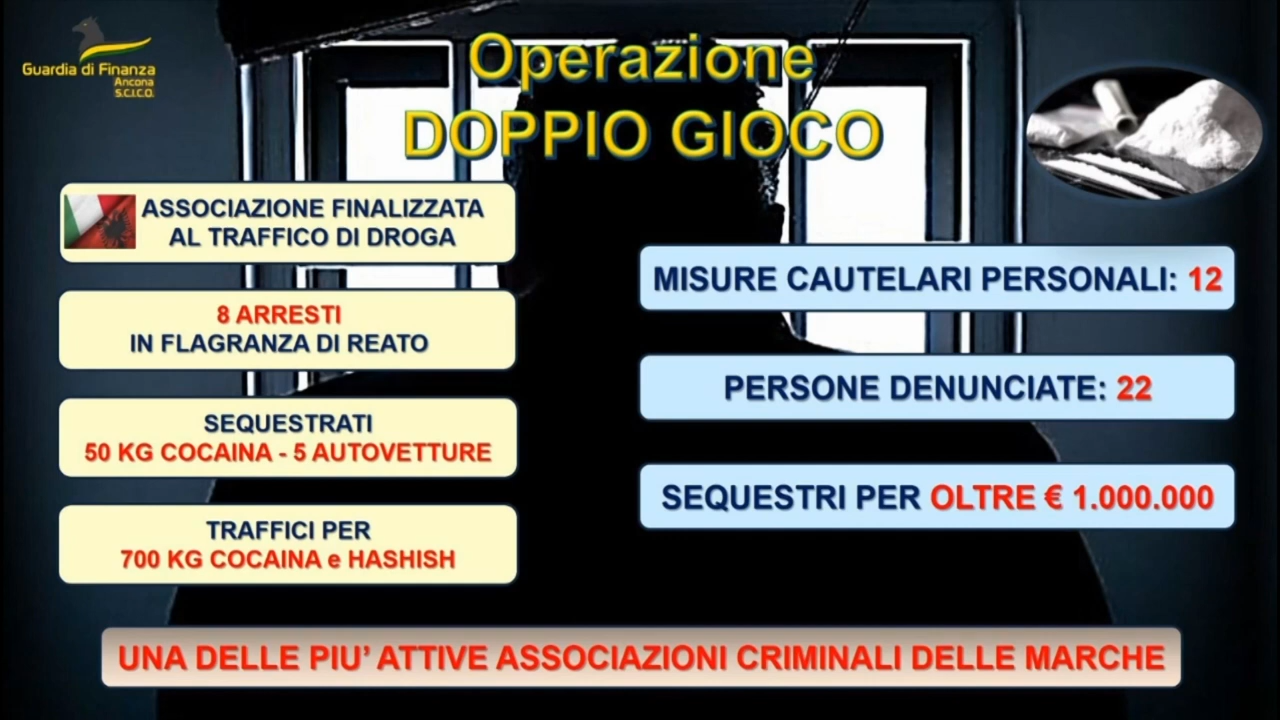 Guardia di Finanza
Ancona
S.C.I.C.O.
Operazione
DOPPIO GIOCO
ASSOCIAZIONE FINALIZZATA
AL TRAFFICO DI DROGA
8 ARRESTI
IN FLAGRANZA DI REATO
SEQUESTRATI
50 KG COCAINA - 5 AUTOVETTURE
TRAFFICI PER
700 KG COCAINA e HASHISH
MISURE CAUTELARI PERSONALI: 12
PERSONE DENUNCIATE: 22
SEQUESTRI PER OLTRE € 1.000.000
UNA DELLE PIU’ ATTIVE ASSOCIAZIONI CRIMINALI DELLE MARCHE